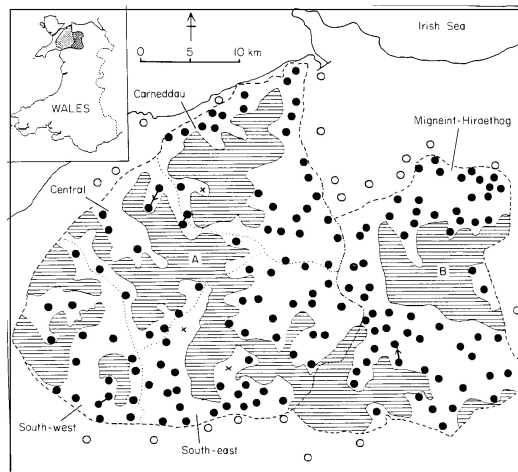 Irish Sea
0 5 10 km
WALES
Carneddau
Migneint-Hiraethog
Central
A
B
South-west
South-east